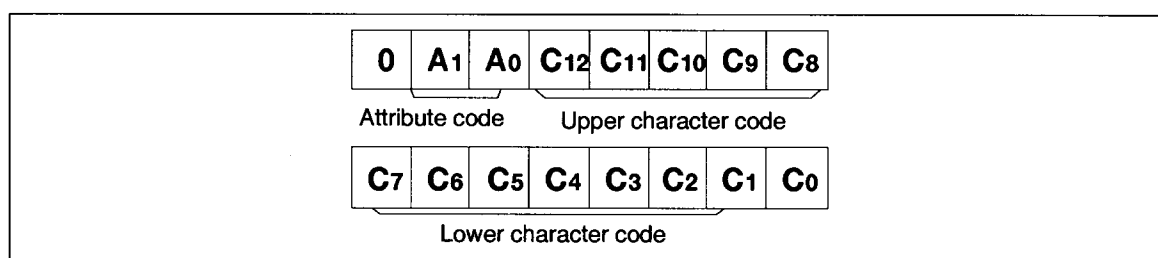 0 A1 A0 C12 C11 C10 C9 C8
Attribute code Upper character code
C7 C6 C5 C4 C3 C2 C1 C0
Lower character code